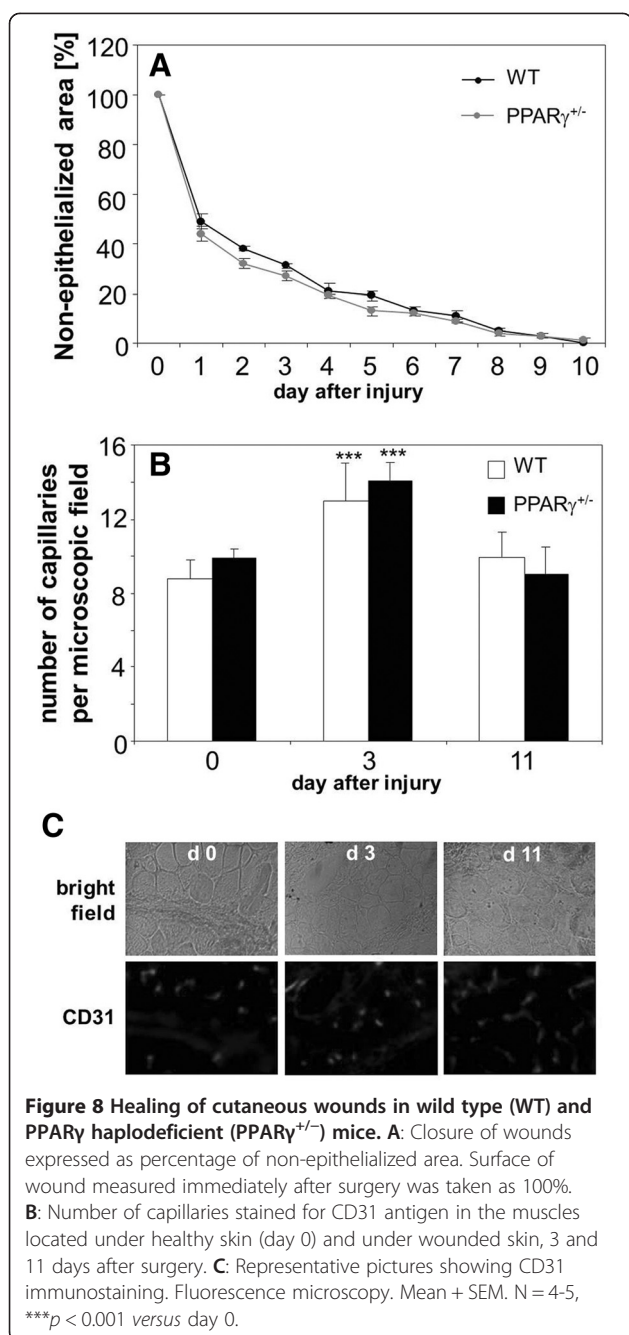 120
100
80
60
40
20
0
Non-epithelialized area [%]
A
WT
PPARγ+/-
0 1 2 3 4 5 6 7 8 9 10
day after injury
16
12
8
4
0
number of capillaries
per microscopic field
B
*** ***
WT
PPARγ+/-
0 3 11
day after injury
C
d 0 d 3 d 11
bright
field
CD31
Figure 8 Healing of cutaneous wounds in wild type (WT) and
PPARγ haplodeficient (PPARγ+/−) mice. A: Closure of wounds
expressed as percentage of non-epithelialized area. Surface of
wound measured immediately after surgery was taken as 100%.
B: Number of capillaries stained for CD31 antigen in the muscles
located under healthy skin (day 0) and under wounded skin, 3 and
11 days after surgery. C: Representative pictures showing CD31
immunostaining. Fluorescence microscopy. Mean + SEM. N = 4-5,
***p < 0.001 versus day 0.